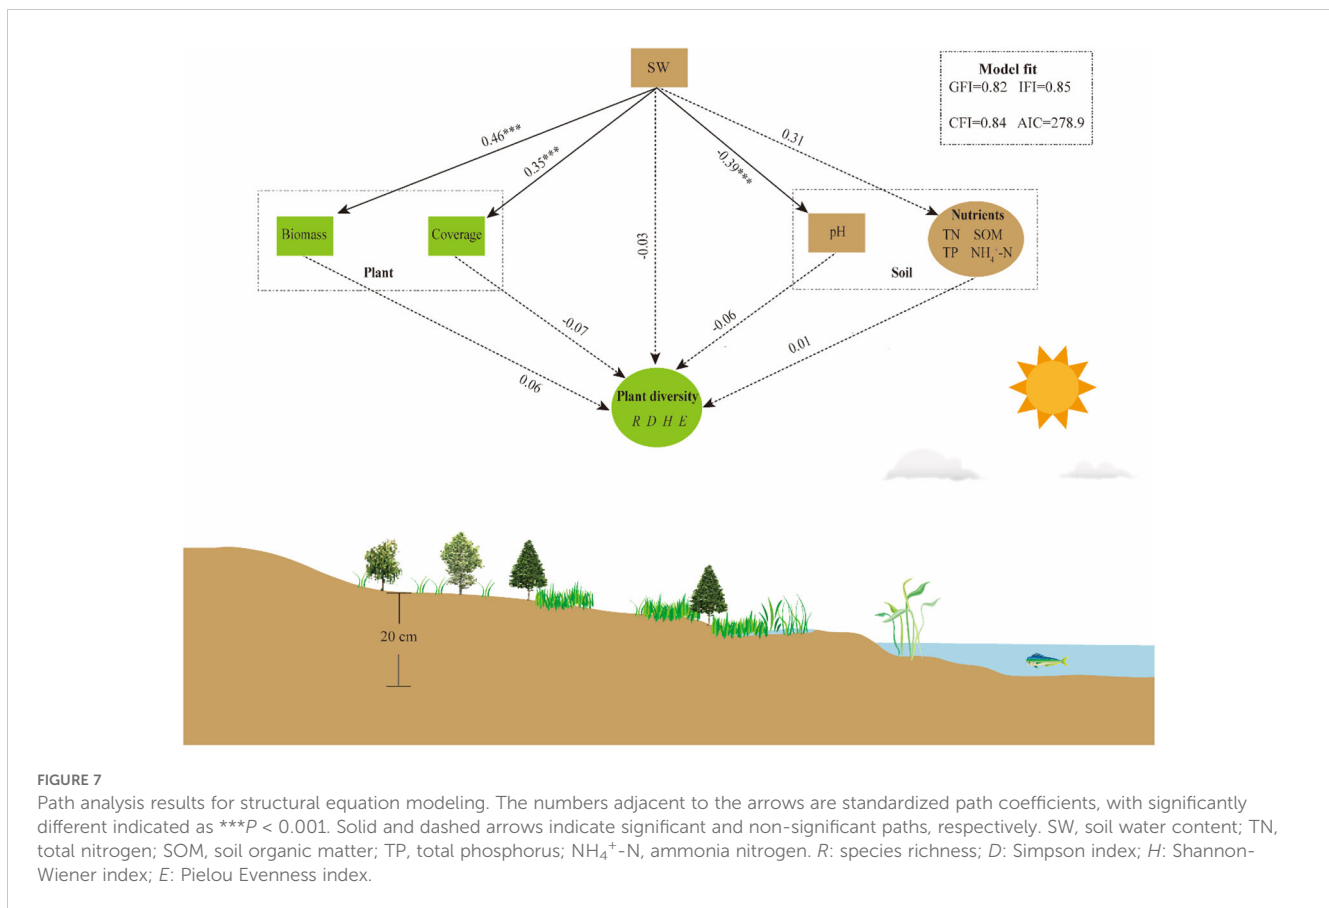 SW
Model fit
GFI=0.82 IFI=0.85
CFI=0.84 AIC=278.9
0.46***
0.35***
-0.03
-0.39***
0.31
Biomass
Coverage
Plant
pH
Nutrients
TN SOM
TP NH₄⁺-N
Soil
0.06
-0.07
-0.06
0.01
Plant diversity
R D H E
20 cm
FIGURE 7
Path analysis results for structural equation modeling. The numbers adjacent to the arrows are standardized path coefficients, with significantly
different indicated as ***P < 0.001. Solid and dashed arrows indicate significant and non-significant paths, respectively. SW, soil water content; TN,
total nitrogen; SOM, soil organic matter; TP, total phosphorus; NH₄⁺-N, ammonia nitrogen. R: species richness; D: Simpson index; H: Shannon-
Wiener index; E: Pielou Evenness index.